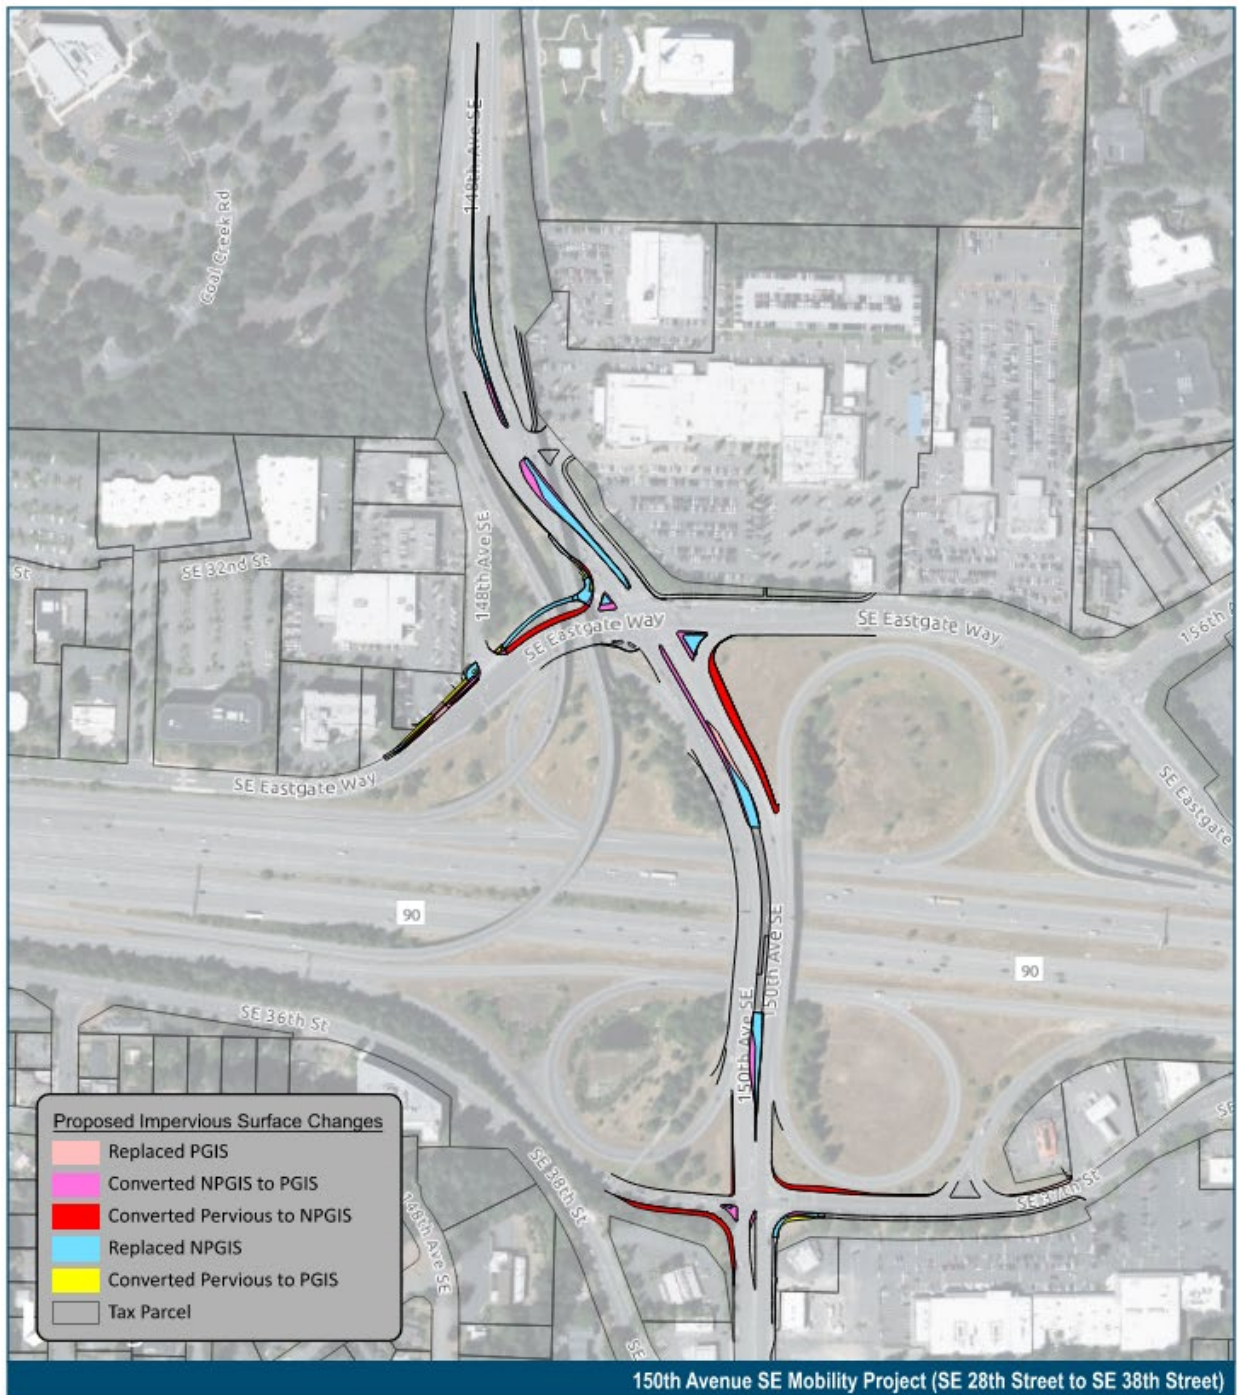 148th Ave SE
Coal Creek Rd
148th Ave SE
St
SE 32nd St
SE Eastgate Way
SE Eastgate Way
156th A
SE Eastgate Way
SE Eastgate
90
90
150th Ave SE
150th Ave SE
SE 36th St
SE 38th St
SE 37th St
SE
148th Ave SE
SE
Proposed Impervious Surface Changes
Replaced PGIS
Converted NPGIS to PGIS
Converted Pervious to NPGIS
Replaced NPGIS
Converted Pervious to PGIS
Tax Parcel
150th Avenue SE Mobility Project (SE 28th Street to SE 38th Street)